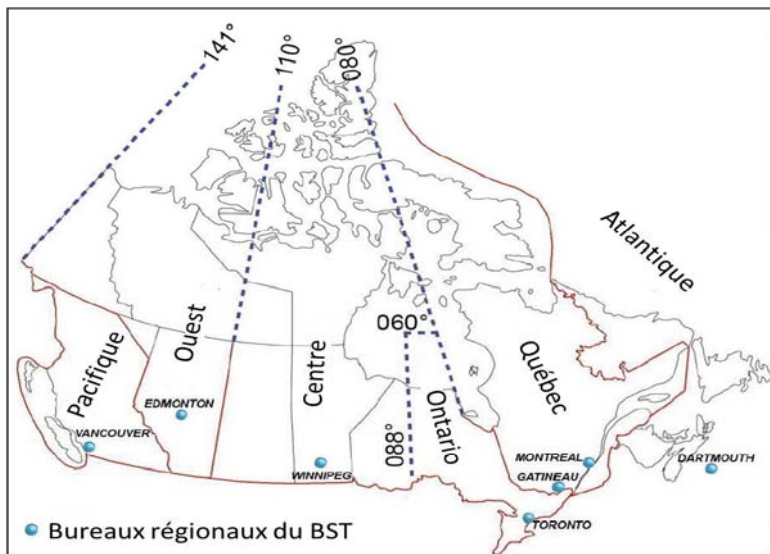 141°
110°
080°
Atlantique
060°
Pacifique
Ouest
Centre
088°
Ontario
Québec
EDMONTON
VANCOUVER
WINNIPEG
MONTREAL
GATINEAU
DARTMOUTH
TORONTO
Bureaux régionaux du BST